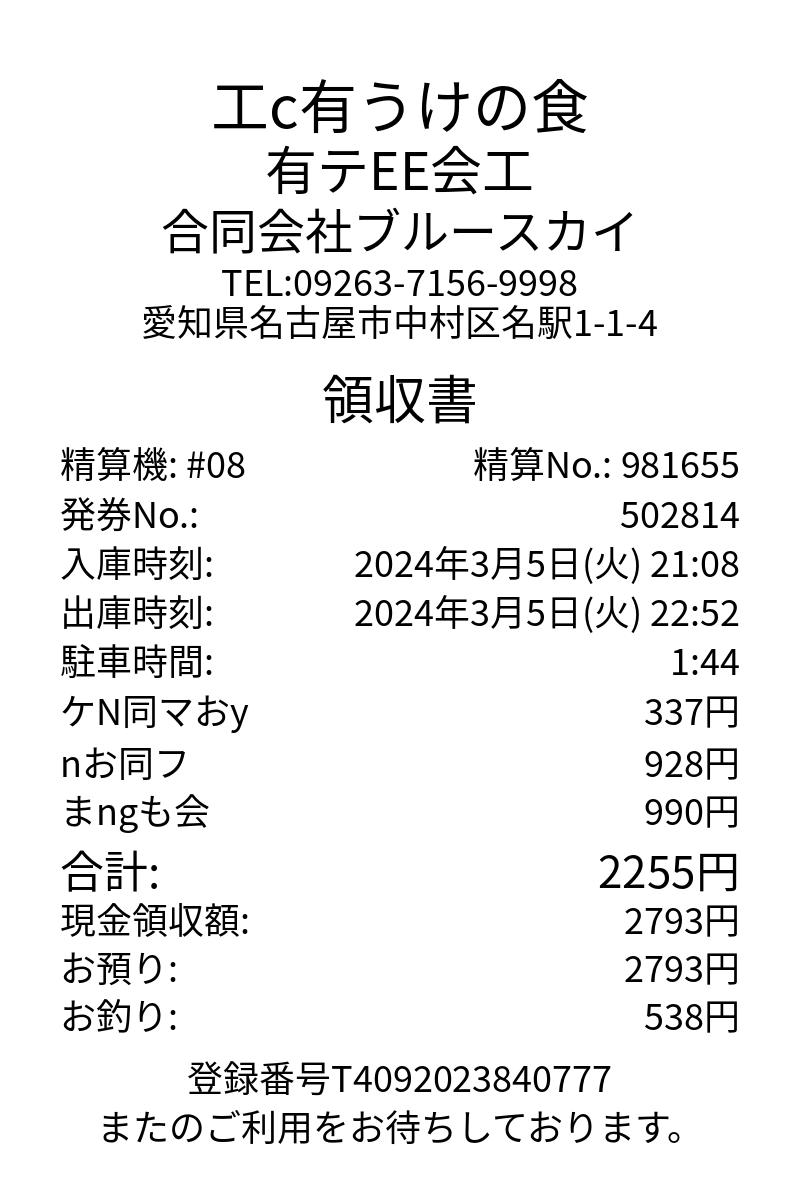 工c有うけの食
有テEE会工
合同会社ブルースカイ
TEL:09263-7156-9998
愛知県名古屋市中村区名駅1-1-4
領収書
精算機: #08 精算No.: 981655
発券No.: 502814
入庫時刻: 2024年3月5日(火) 21:08
出庫時刻: 2024年3月5日(火) 22:52
駐車時間: 1:44
ケN同マおy 337円
nお同フ 928円
まngも会 990円
合計: 2255円
現金領収額: 2793円
お預り: 2793円
お釣り: 538円
登録番号T4092023840777
またのご利用をお待ちしております。